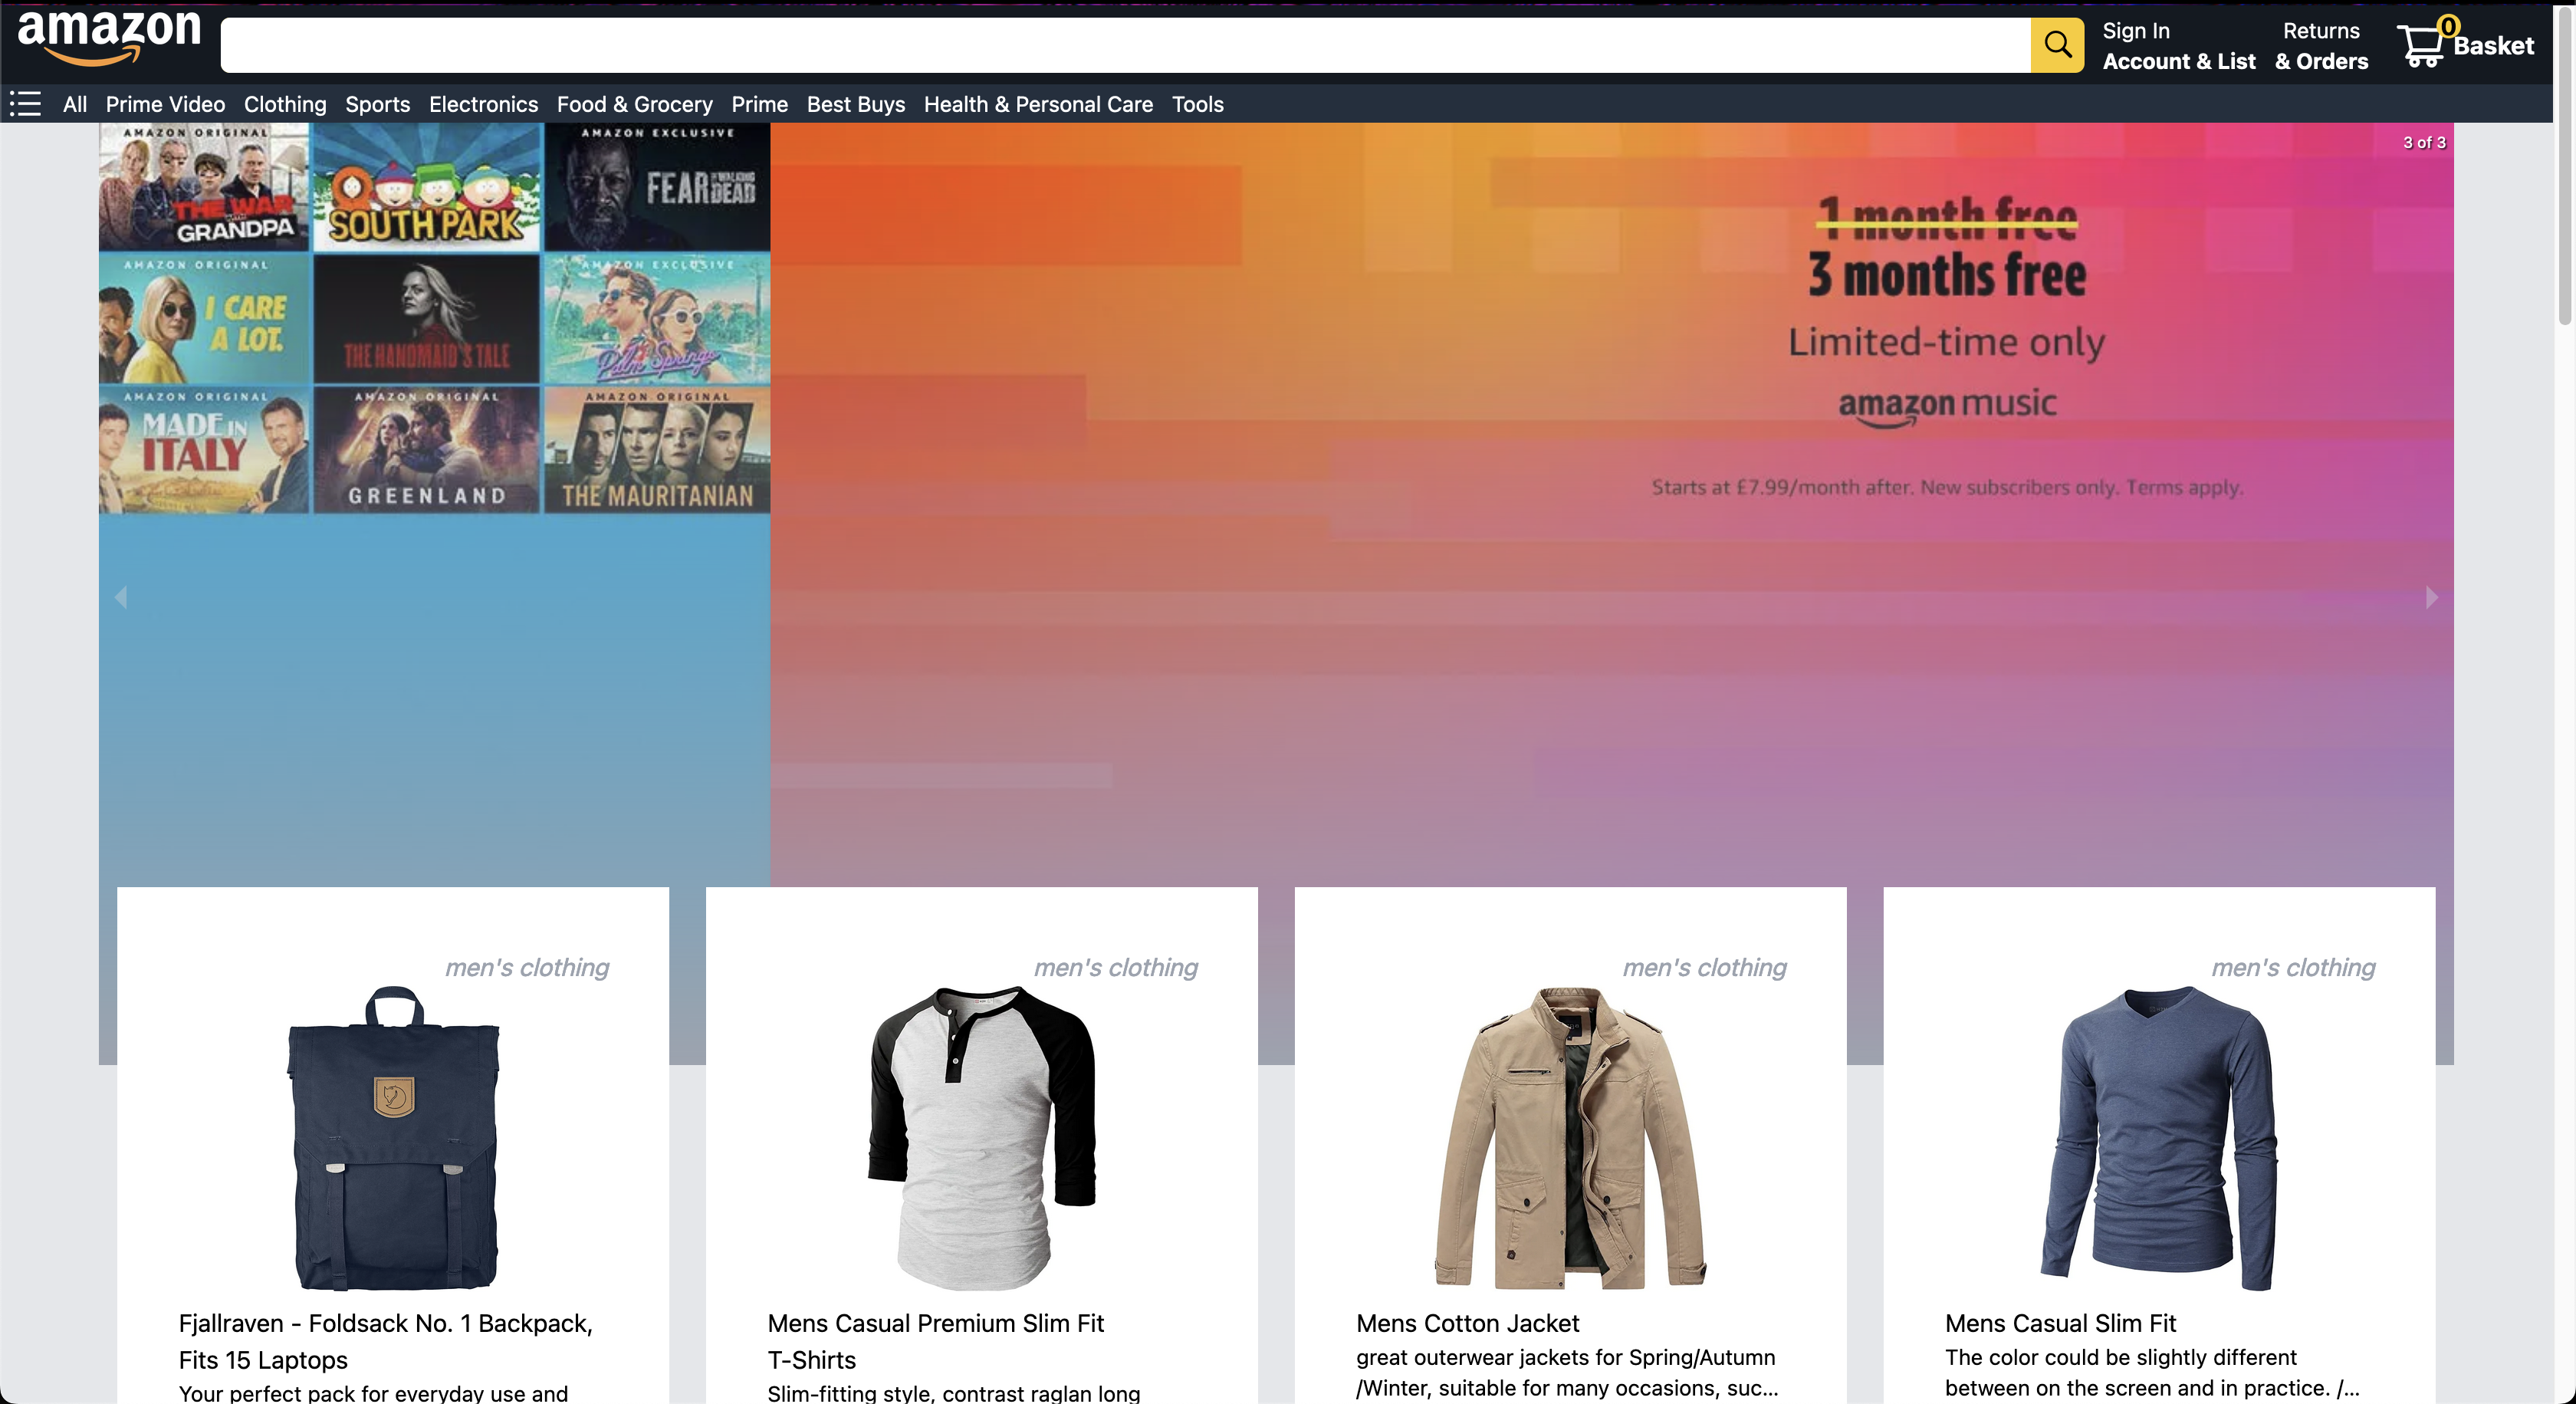 amazon
Sign In
Account & List
Returns
& Orders
0
Basket
All Prime Video Clothing Sports Electronics Food & Grocery Prime Best Buys Health & Personal Care Tools
AMAZON ORIGINAL
THE WAR
WITH
GRANDPA
SOUTH PARK
AMAZON EXCLUSIVE
FEAR THE WALKING DEAD
AMAZON ORIGINAL
I CARE
A LOT.
THE HANDMAID'S TALE
AMAZON EXCLUSIVE
Palm Springs
AMAZON ORIGINAL
MADE IN
ITALY
AMAZON ORIGINAL
GREENLAND
AMAZON ORIGINAL
THE MAURITANIAN
3 of 3
1 month free
3 months free
Limited-time only
amazon music
Starts at £7.99/month after. New subscribers only. Terms apply.
men's clothing
Fjallraven - Foldsack No. 1 Backpack,
Fits 15 Laptops
Your perfect pack for everyday use and
men's clothing
Mens Casual Premium Slim Fit
T-Shirts
Slim-fitting style, contrast raglan long
men's clothing
Mens Cotton Jacket
great outerwear jackets for Spring/Autumn
/Winter, suitable for many occasions, suc...
men's clothing
Mens Casual Slim Fit
The color could be slightly different
between on the screen and in practice. /...